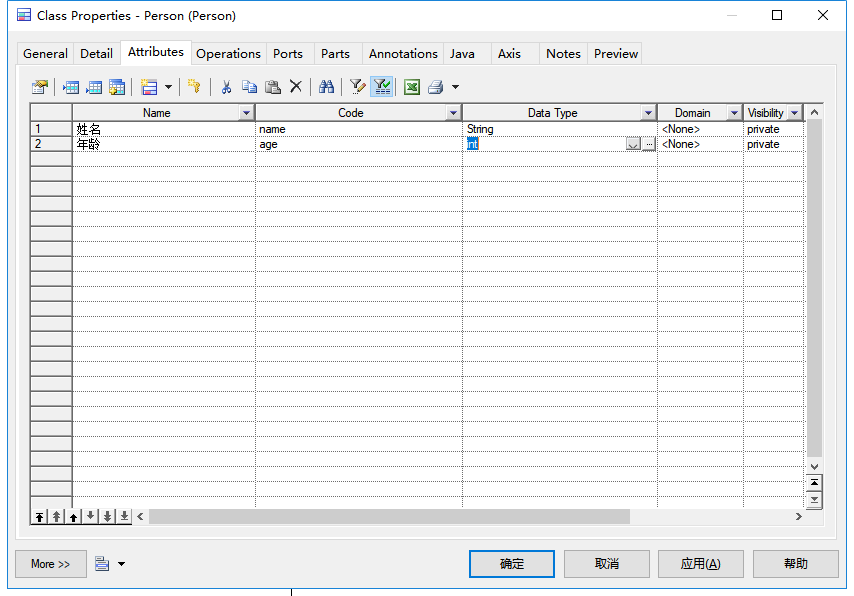 Class Properties - Person (Person)
General Detail Attributes Operations Ports Parts Annotations Java Axis Notes Preview
Name Code Data Type Domain Visibility
1 姓名 name String <None> private
2 年龄 age int ... <None> private
More >> 确定 取消 应用(A) 帮助